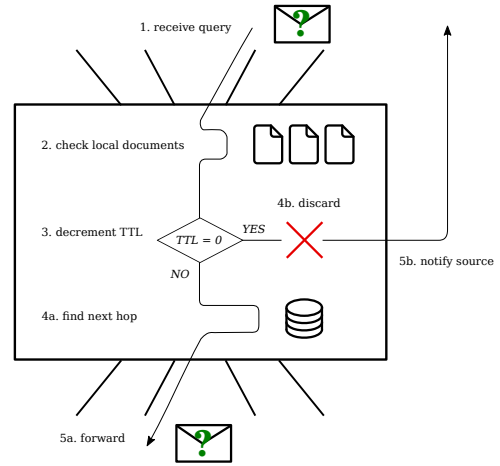 1. receive query
?
2. check local documents
4b. discard
3. decrement TTL
TTL = 0
YES
5b. notify source
NO
4a. find next hop
5a. forward
?